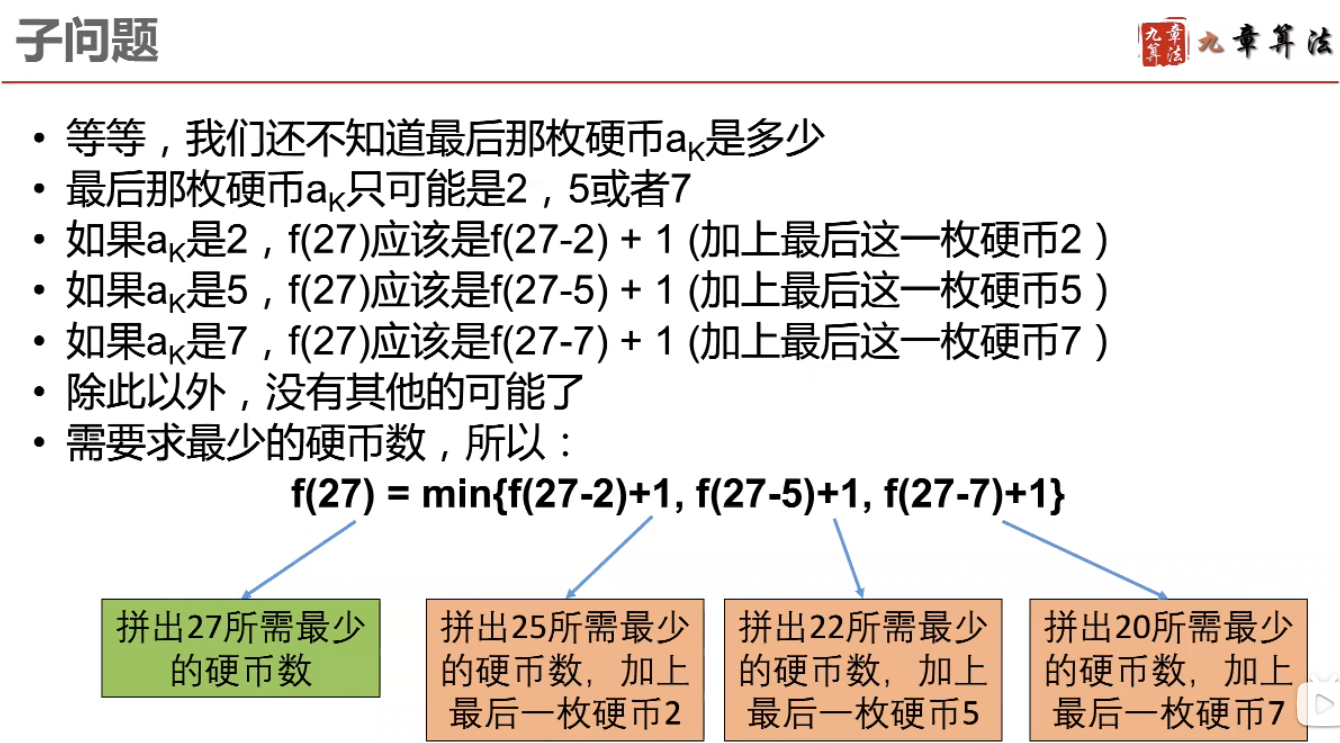 子问题
九章算法 九章算法
• 等等，我们还不知道最后那枚硬币aK是多少
• 最后那枚硬币aK只可能是2，5或者7
• 如果aK是2，f(27)应该是f(27-2) + 1 (加上最后这一枚硬币2）
• 如果aK是5，f(27)应该是f(27-5) + 1 (加上最后这一枚硬币5）
• 如果aK是7，f(27)应该是f(27-7) + 1 (加上最后这一枚硬币7）
• 除此以外，没有其他的可能了
• 需要求最少的硬币数，所以：
f(27) = min{f(27-2)+1, f(27-5)+1, f(27-7)+1}
拼出27所需最少
的硬币数
拼出25所需最少
的硬币数，加上
最后一枚硬币2
拼出22所需最少
的硬币数，加上
最后一枚硬币5
拼出20所需最少
的硬币数，加上
最后一枚硬币7